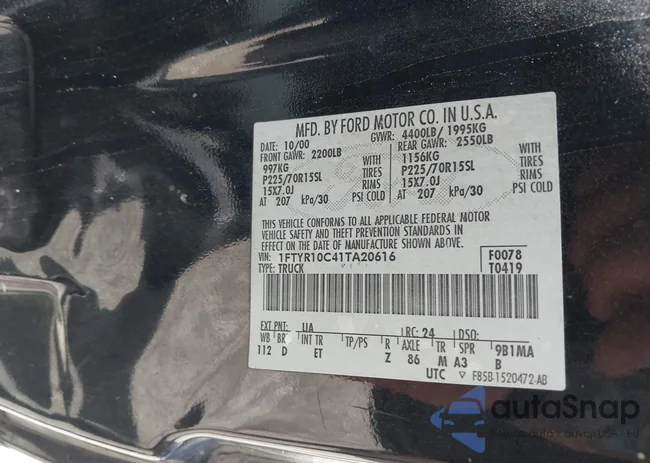 MFD. BY FORD MOTOR CO. IN U.S.A.
DATE: 10/00 GVWR: 4400LB/ 1995KG
FRONT GAWR: 2200LB REAR GAWR: 2550LB
997KG WITH 1156KG WITH
P225/70R15SL TIRES P225/70R15SL TIRES
15X7.0J RIMS 15X7.0J RIMS
AT 207 kPa/30 PSI COLD AT 207 kPa/30 PSI COLD
THIS VEHICLE CONFORMS TO ALL APPLICABLE FEDERAL MOTOR
VEHICLE SAFETY AND THEFT PREVENTION STANDARDS IN
EFFECT ON THE DATE OF MANUFACTURE SHOWN ABOVE.
VIN: 1FTYR10C41TA20616 F0078
TYPE: TRUCK T0419
EXT PNT: UA RC: 24 DSO:
WB BRK INT TR TP/PS R AXLE TR SPR 9B1MA
112 D ET Z 86 M A3 B
UTC F85B-1520472-AB
autoSnap